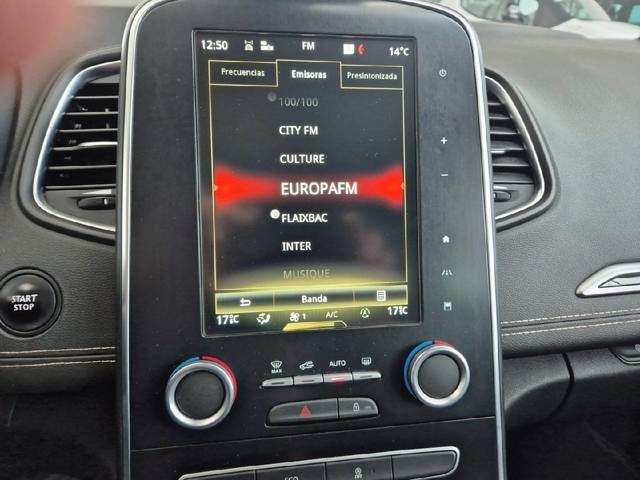 12:50 FM 14°C
Frecuencias Emisoras Presintonizada
100/100
CITY FM
CULTURE
EUROPAFM
FLAIXBAC
INTER
MUSIQUE
Banda
17°C 1 A/C 17°C
START
STOP
MAX AUTO
ECO